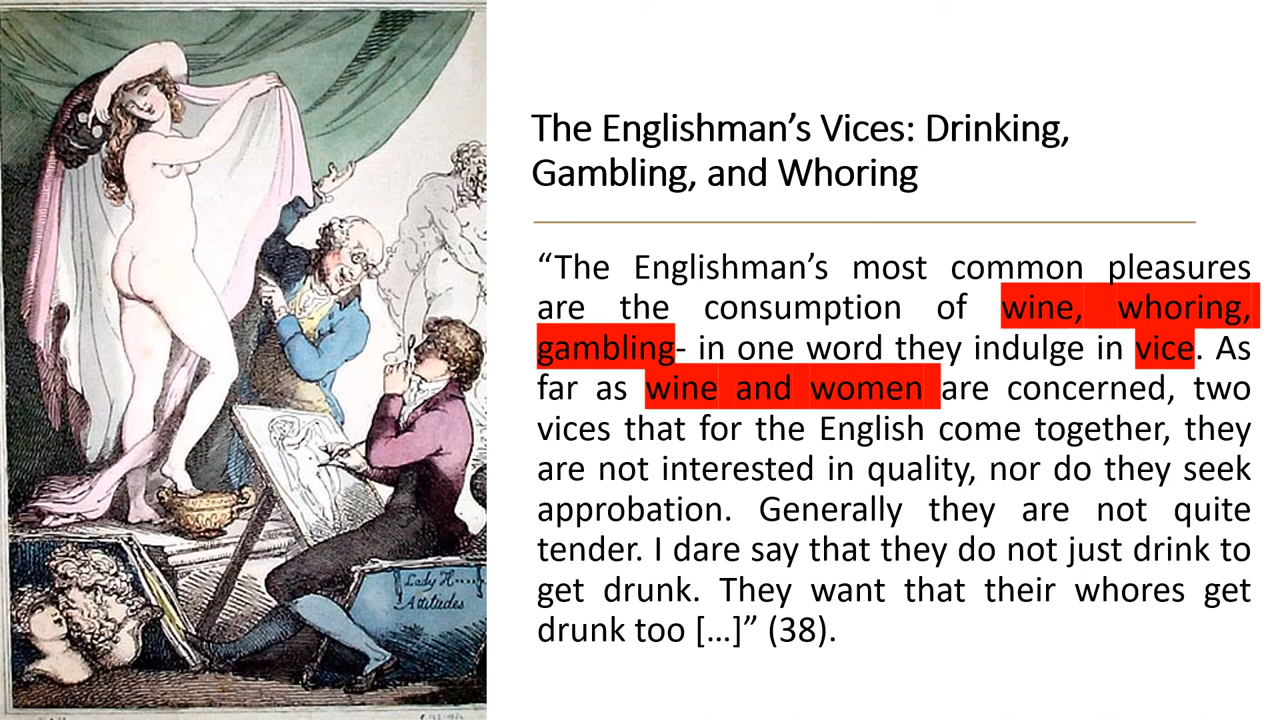 The Englishman’s Vices: Drinking,
Gambling, and Whoring
“The Englishman’s most common pleasures
are the consumption of wine, whoring,
gambling- in one word they indulge in vice. As
far as wine and women are concerned, two
vices that for the English come together, they
are not interested in quality, nor do they seek
approbation. Generally they are not quite
tender. I dare say that they do not just drink to
get drunk. They want that their whores get
drunk too […]” (38).
Lady H
Attitudes